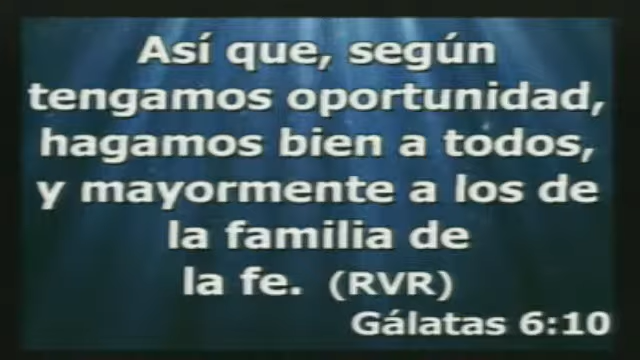 Así que, según
tengamos oportunidad,
hagamos bien a todos,
y mayormente a los de
la familia de
la fe. (RVR)
Gálatas 6:10